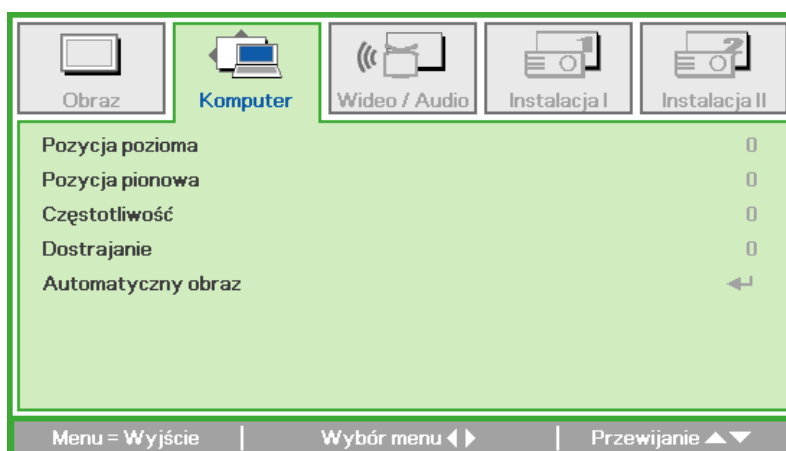 Obraz Komputer Wideo / Audio Instalacja I Instalacja II
Pozycja pozioma 0
Pozycja pionowa 0
Częstotliwość 0
Dostrajanie 0
Automatyczny obraz
Menu = Wyjście Wybór menu Przewijanie